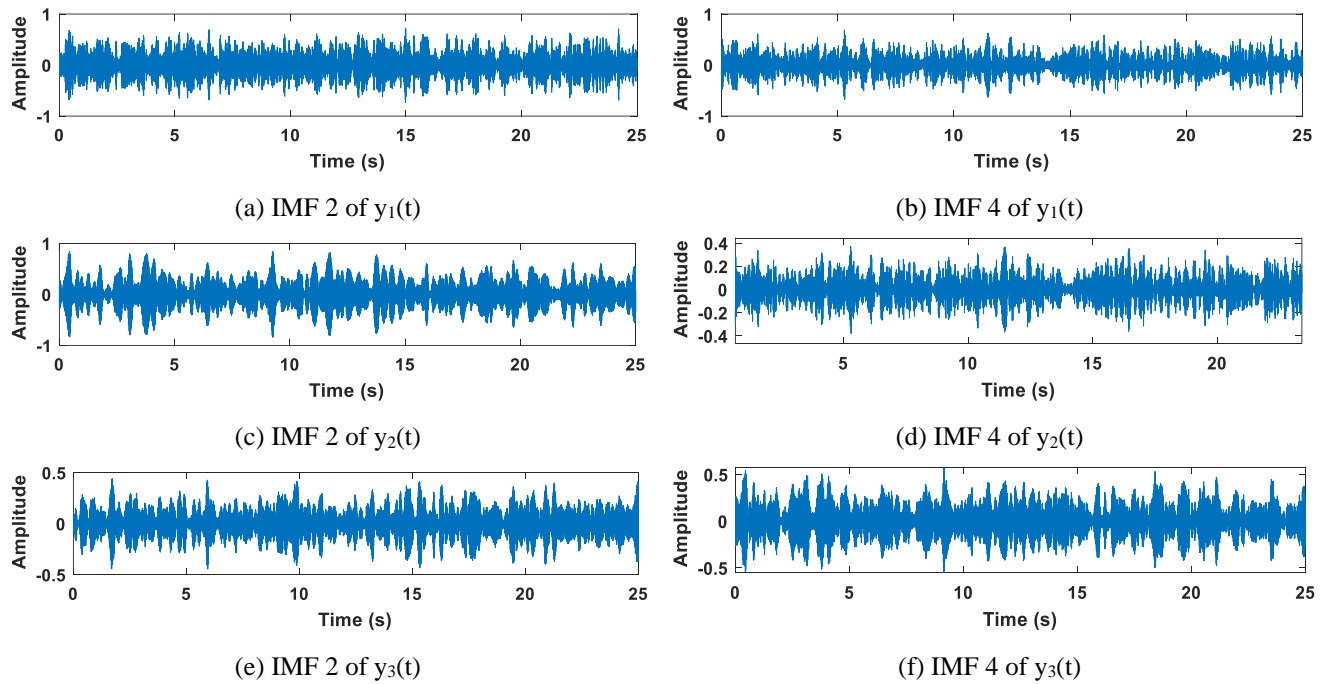 Amplitude
1
0
-1
0 5 10 15 20 25
Time (s)
(a) IMF 2 of y₁(t)
Amplitude
1
0
-1
0 5 10 15 20 25
Time (s)
(b) IMF 4 of y₁(t)
Amplitude
1
0
-1
0 5 10 15 20 25
Time (s)
(c) IMF 2 of y₂(t)
Amplitude
0.4
0.2
0
-0.2
-0.4
5 10 15 20
Time (s)
(d) IMF 4 of y₂(t)
Amplitude
0.5
0
-0.5
0 5 10 15 20 25
Time (s)
(e) IMF 2 of y₃(t)
Amplitude
0.5
0
-0.5
0 5 10 15 20 25
Time (s)
(f) IMF 4 of y₃(t)